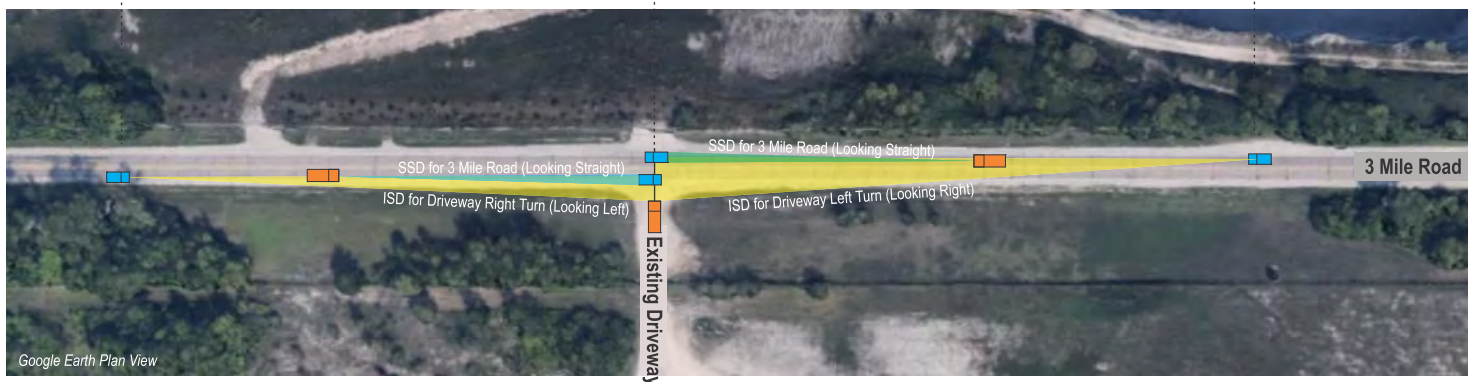 SSD for 3 Mile Road (Looking Straight)
SSD for 3 Mile Road (Looking Straight)
3 Mile Road
ISD for Driveway Right Turn (Looking Left)
ISD for Driveway Left Turn (Looking Right)
Existing Driveway
Google Earth Plan View